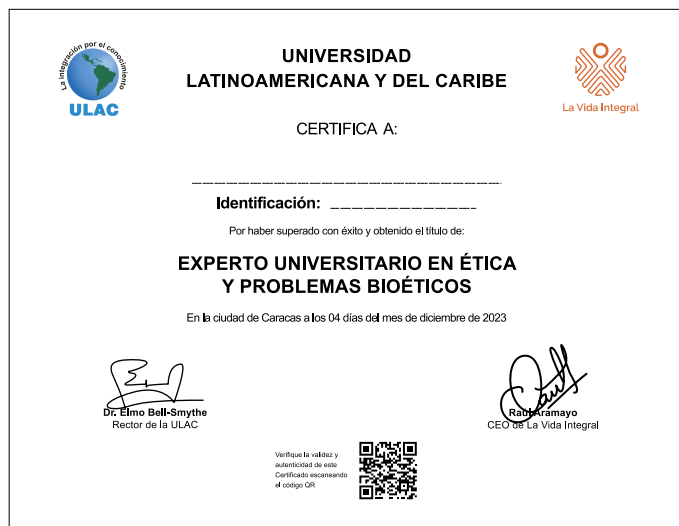 La integración por el conocimiento
ULAC
UNIVERSIDAD
LATINOAMERICANA Y DEL CARIBE
La Vida Integral
CERTIFICA A:
Identificación:
Por haber superado con éxito y obtenido el título de:
EXPERTO UNIVERSITARIO EN ÉTICA
Y PROBLEMAS BIOÉTICOS
En la ciudad de Caracas a los 04 días del mes de diciembre de 2023
Dr. Elmo Bell-Smythe
Rector de la ULAC
Raúl Aramayo
CEO de La Vida Integral
Verifique la validez y
autenticidad de este
Certificado escaneando
el código QR